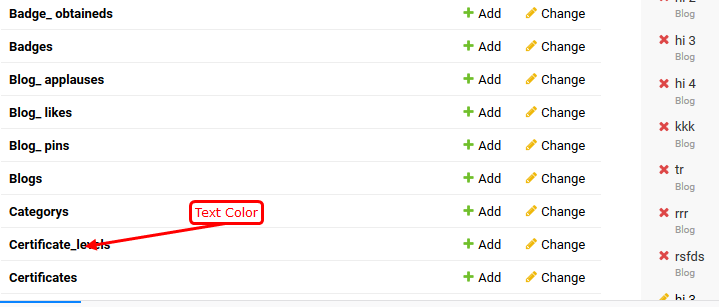 Badge_ obtaineds Add Change
Badges Add Change
Blog_ applauses Add Change
Blog_ likes Add Change
Blog_ pins Add Change
Blogs Add Change
Categorys Add Change
Text Color
Certificate_levels Add Change
Certificates Add Change
hi 2
Blog
hi 3
Blog
hi 4
Blog
kkk
Blog
tr
Blog
rrr
Blog
rsfds
Blog
hi 3